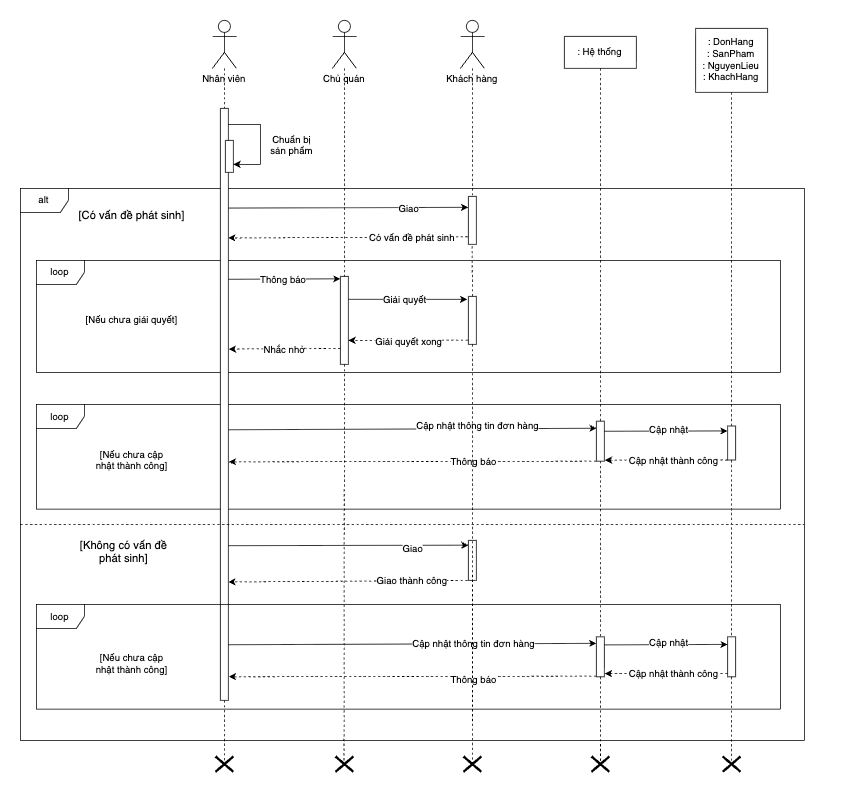 : DonHang
: SanPham
: NguyenLieu
: KhachHang
: Hệ thống
Nhân viên
Chủ quán
Khách hàng
Chuẩn bị
sản phẩm
alt
[Có vấn đề phát sinh]
Giao
Có vấn đề phát sinh
loop
Thông báo
Giải quyết
[Nếu chưa giải quyết]
Giải quyết xong
Nhắc nhở
loop
Cập nhật thông tin đơn hàng
Cập nhật
[Nếu chưa cập
nhật thành công]
Thông báo
Cập nhật thành công
[Không có vấn đề
phát sinh]
Giao
Giao thành công
loop
Cập nhật thông tin đơn hàng
Cập nhật
[Nếu chưa cập
nhật thành công]
Thông báo
Cập nhật thành công